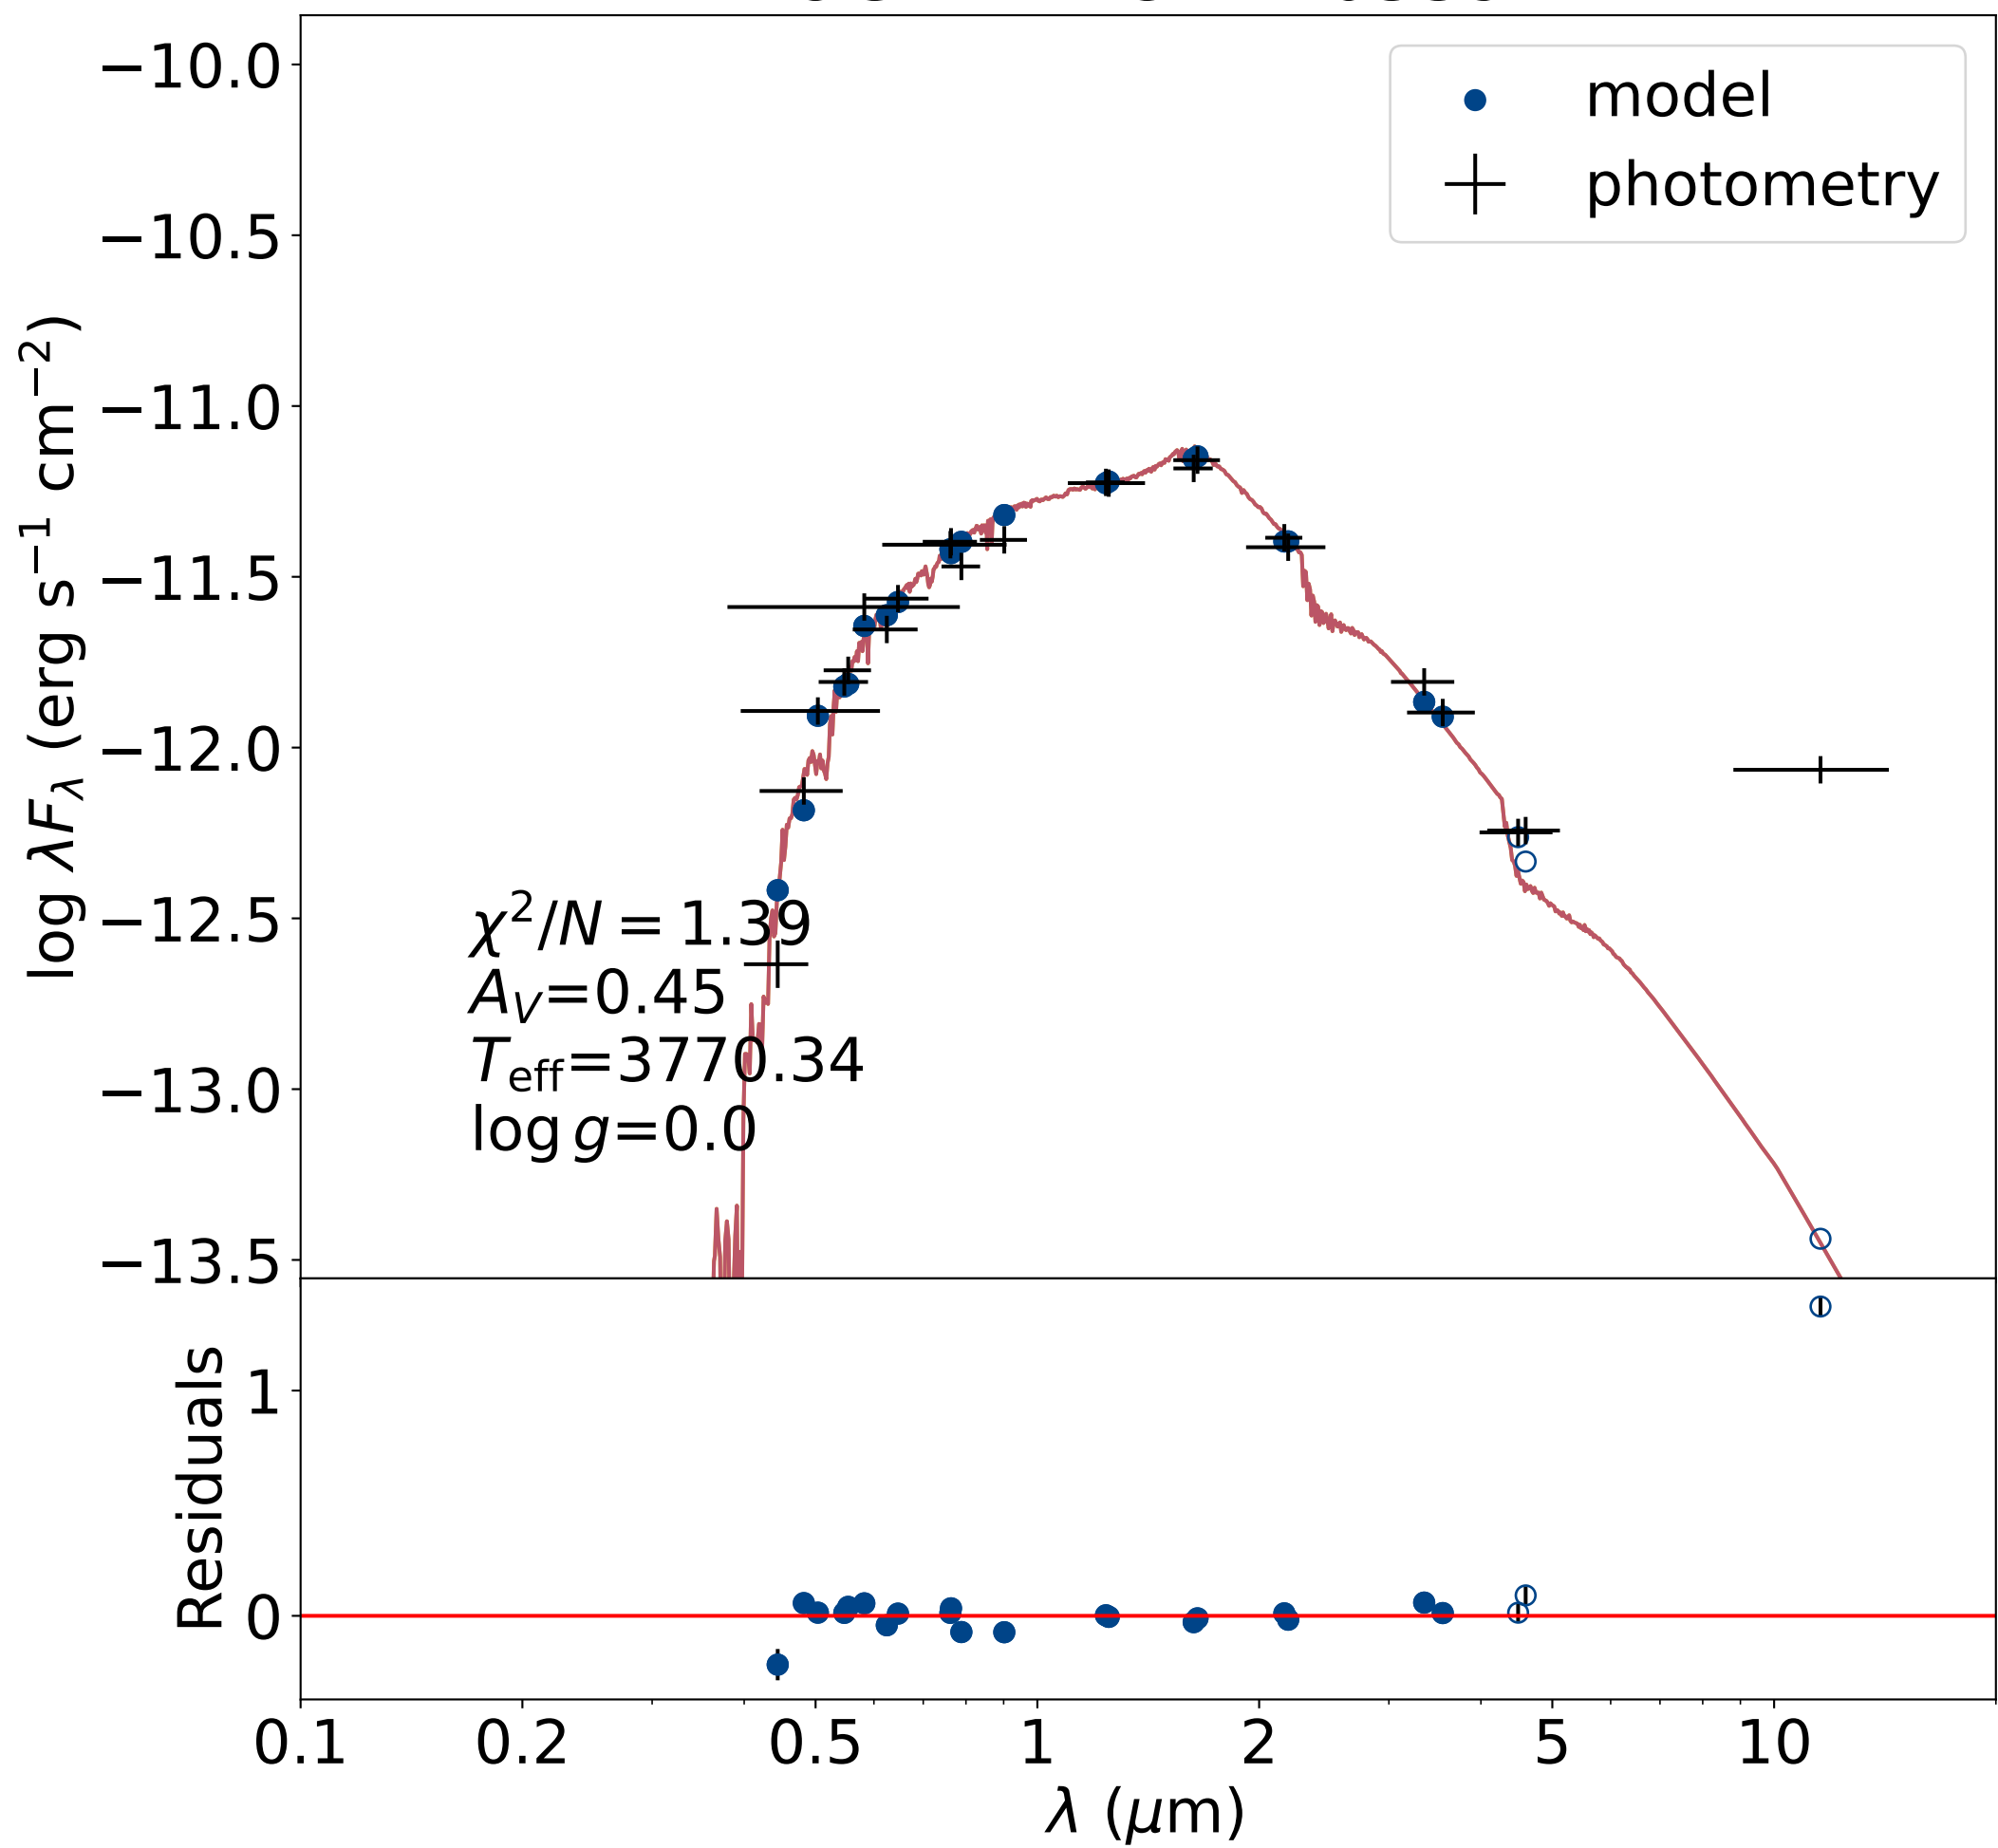 model
photometry
−10.0
−10.5
−11.0
−11.5
−12.0
−12.5
−13.0
−13.5
log λF_λ (erg s⁻¹ cm⁻²)
χ²/N = 1.39
A_V=0.45
T_eff=3770.34
log g=0.0
1
0
Residuals
0.1 0.2 0.5 1 2 5 10
λ (μm)